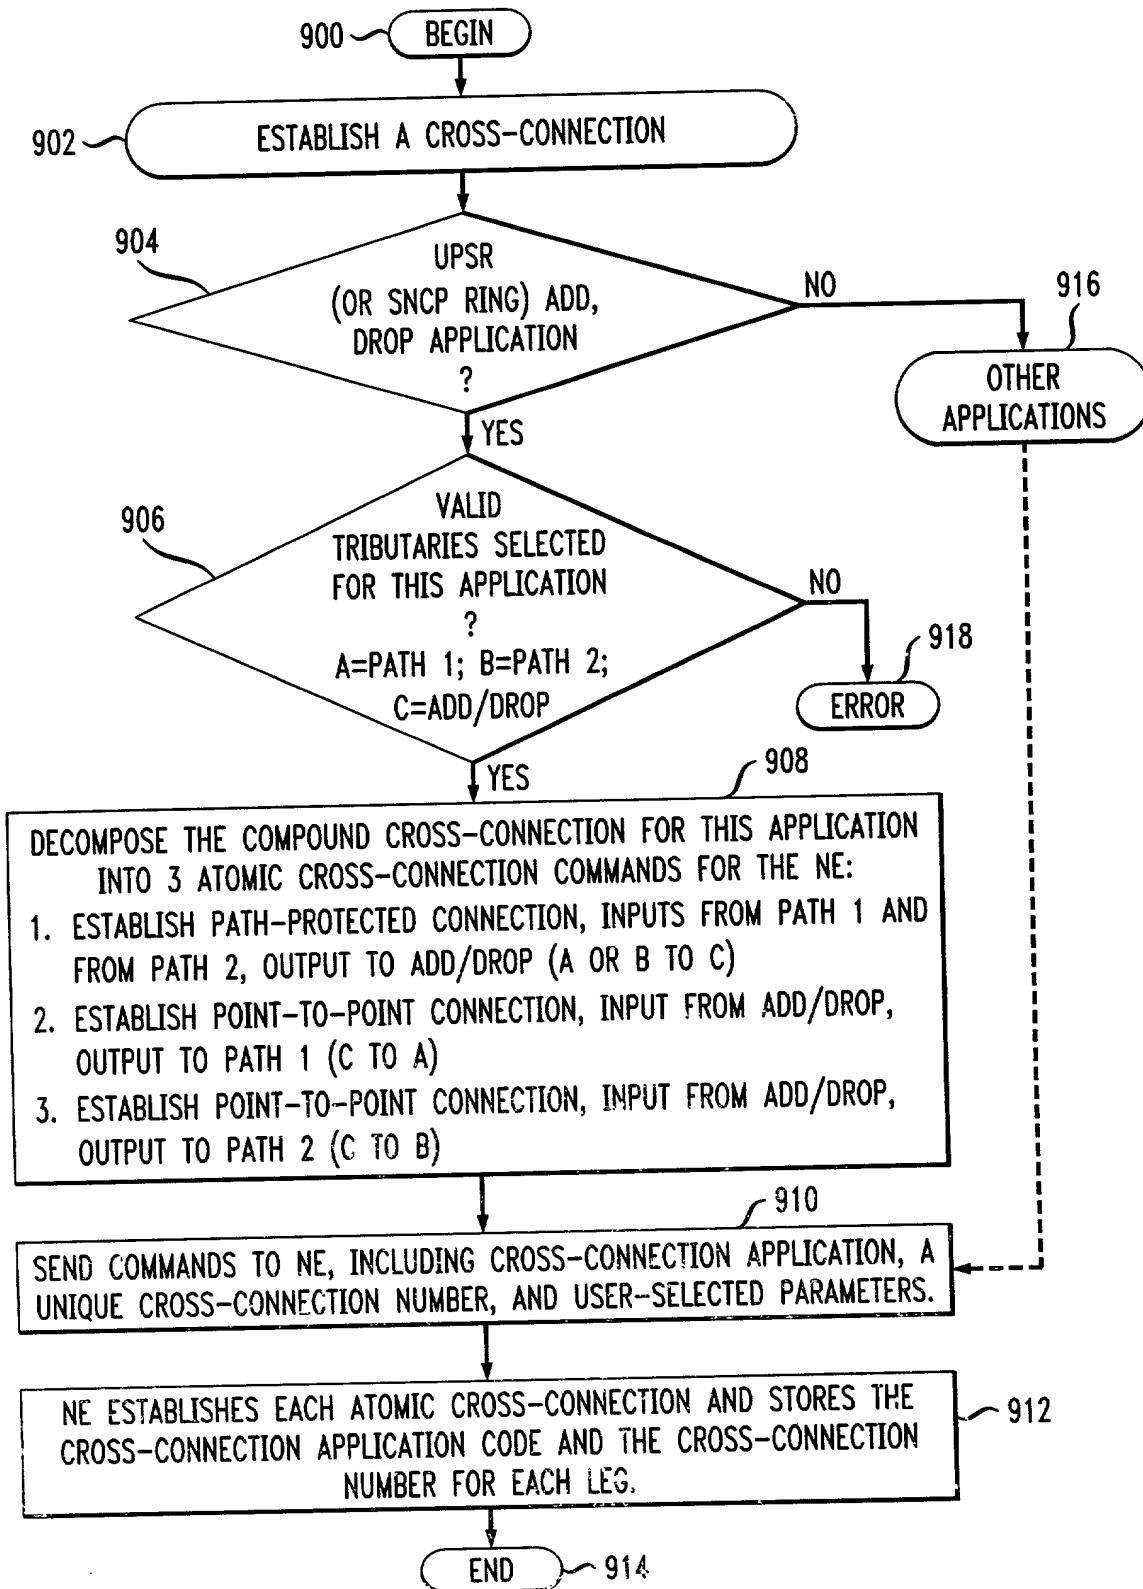 900
BEGIN
902
ESTABLISH A CROSS-CONNECTION
904
UPSR
(OR SNCP RING) ADD,
DROP APPLICATION
?
NO
916
OTHER
APPLICATIONS
YES
906
VALID
TRIBUTARIES SELECTED
FOR THIS APPLICATION
?
A=PATH 1; B=PATH 2;
C=ADD/DROP
NO
918
ERROR
YES
908
DECOMPOSE THE COMPOUND CROSS-CONNECTION FOR THIS APPLICATION
INTO 3 ATOMIC CROSS-CONNECTION COMMANDS FOR THE NE:
1. ESTABLISH PATH-PROTECTED CONNECTION, INPUTS FROM PATH 1 AND
FROM PATH 2, OUTPUT TO ADD/DROP (A OR B TO C)
2. ESTABLISH POINT-TO-POINT CONNECTION, INPUT FROM ADD/DROP,
OUTPUT TO PATH 1 (C TO A)
3. ESTABLISH POINT-TO-POINT CONNECTION, INPUT FROM ADD/DROP,
OUTPUT TO PATH 2 (C TO B)
910
SEND COMMANDS TO NE, INCLUDING CROSS-CONNECTION APPLICATION, A
UNIQUE CROSS-CONNECTION NUMBER, AND USER-SELECTED PARAMETERS.
NE ESTABLISHES EACH ATOMIC CROSS-CONNECTION AND STORES THE
CROSS-CONNECTION APPLICATION CODE AND THE CROSS-CONNECTION
NUMBER FOR EACH LEG.
912
END
914